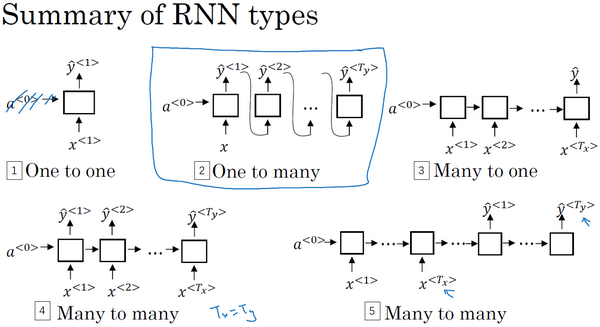 Summary of RNN types
ŷ<1>
a<0>
x<1>
1 One to one
ŷ<1> ŷ<2> ŷ<Ty>
a<0> ...
x
2 One to many
ŷ
a<0> ...
x<1> x<2> x<Tx>
3 Many to one
ŷ<1> ŷ<2> ŷ<Ty>
a<0> ...
x<1> x<2> x<Tx>
4 Many to many
Tx=Ty
ŷ<1> ŷ<Ty>
a<0> .... .... ....
x<1> x<Tx>
5 Many to many